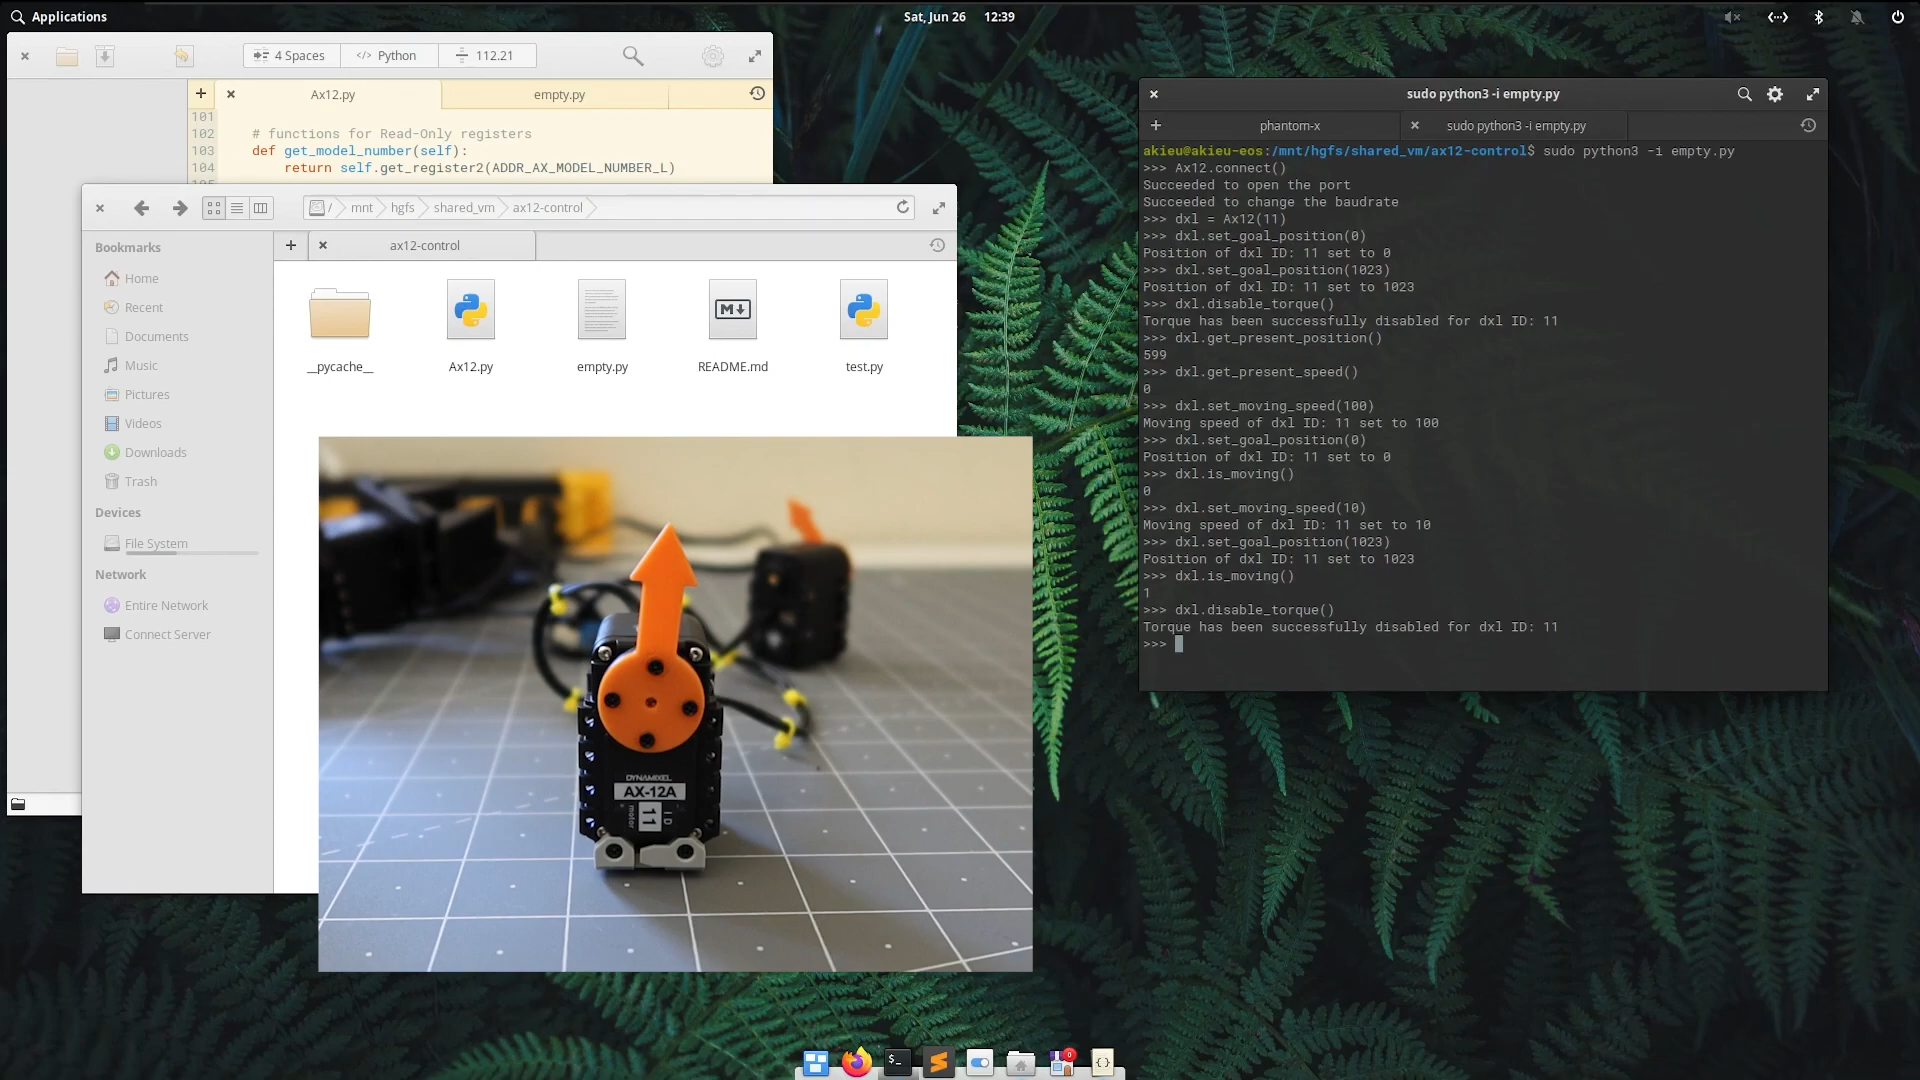 Applications
Sat, Jun 26 12:39
4 Spaces
</> Python
112.21
+ × Ax12.py
empty.py
101
102 # functions for Read-Only registers
103 def get_model_number(self):
104 return self.get_register2(ADDR_AX_MODEL_NUMBER_L)
/ mnt hgfs shared_vm ax12-control
Bookmarks
Home
Recent
Documents
Music
Pictures
Videos
Downloads
Trash
Devices
File System
Network
Entire Network
Connect Server
+ × ax12-control
M
__pycache__
Ax12.py
empty.py
README.md
test.py
DYNAMIXEL
AX-12A
motor 11 ID
sudo python3 -i empty.py
phantom-x
sudo python3 -i empty.py
akieu@akieu-eos:/mnt/hgfs/shared_vm/ax12-control$ sudo python3 -i empty.py
>>> Ax12.connect()
Succeeded to open the port
Succeeded to change the baudrate
>>> dxl = Ax12(11)
>>> dxl.set_goal_position(0)
Position of dxl ID: 11 set to 0
>>> dxl.set_goal_position(1023)
Position of dxl ID: 11 set to 1023
>>> dxl.disable_torque()
Torque has been successfully disabled for dxl ID: 11
>>> dxl.get_present_position()
599
>>> dxl.get_present_speed()
0
>>> dxl.set_moving_speed(100)
Moving speed of dxl ID: 11 set to 100
>>> dxl.set_goal_position(0)
Position of dxl ID: 11 set to 0
>>> dxl.is_moving()
0
>>> dxl.set_moving_speed(10)
Moving speed of dxl ID: 11 set to 10
>>> dxl.set_goal_position(1023)
Position of dxl ID: 11 set to 1023
>>> dxl.is_moving()
1
>>> dxl.disable_torque()
Torque has been successfully disabled for dxl ID: 11
>>>
0